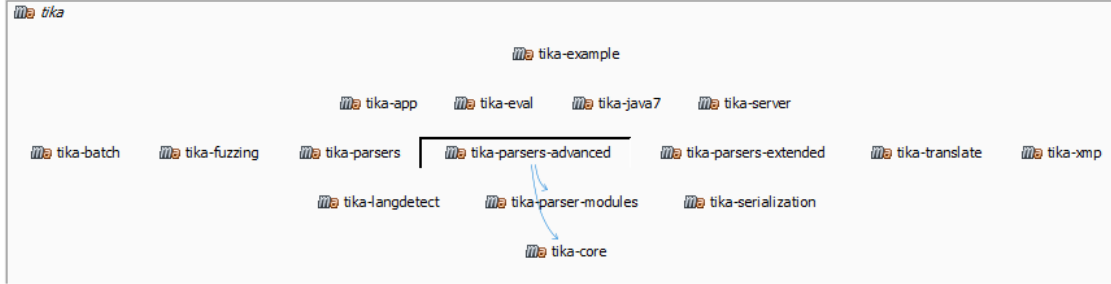 tika
tika-example
tika-app tika-eval tika-java7 tika-server
tika-batch tika-fuzzing tika-parsers tika-parsers-advanced tika-parsers-extended tika-translate tika-xmp
tika-langdetect tika-parser-modules tika-serialization
tika-core